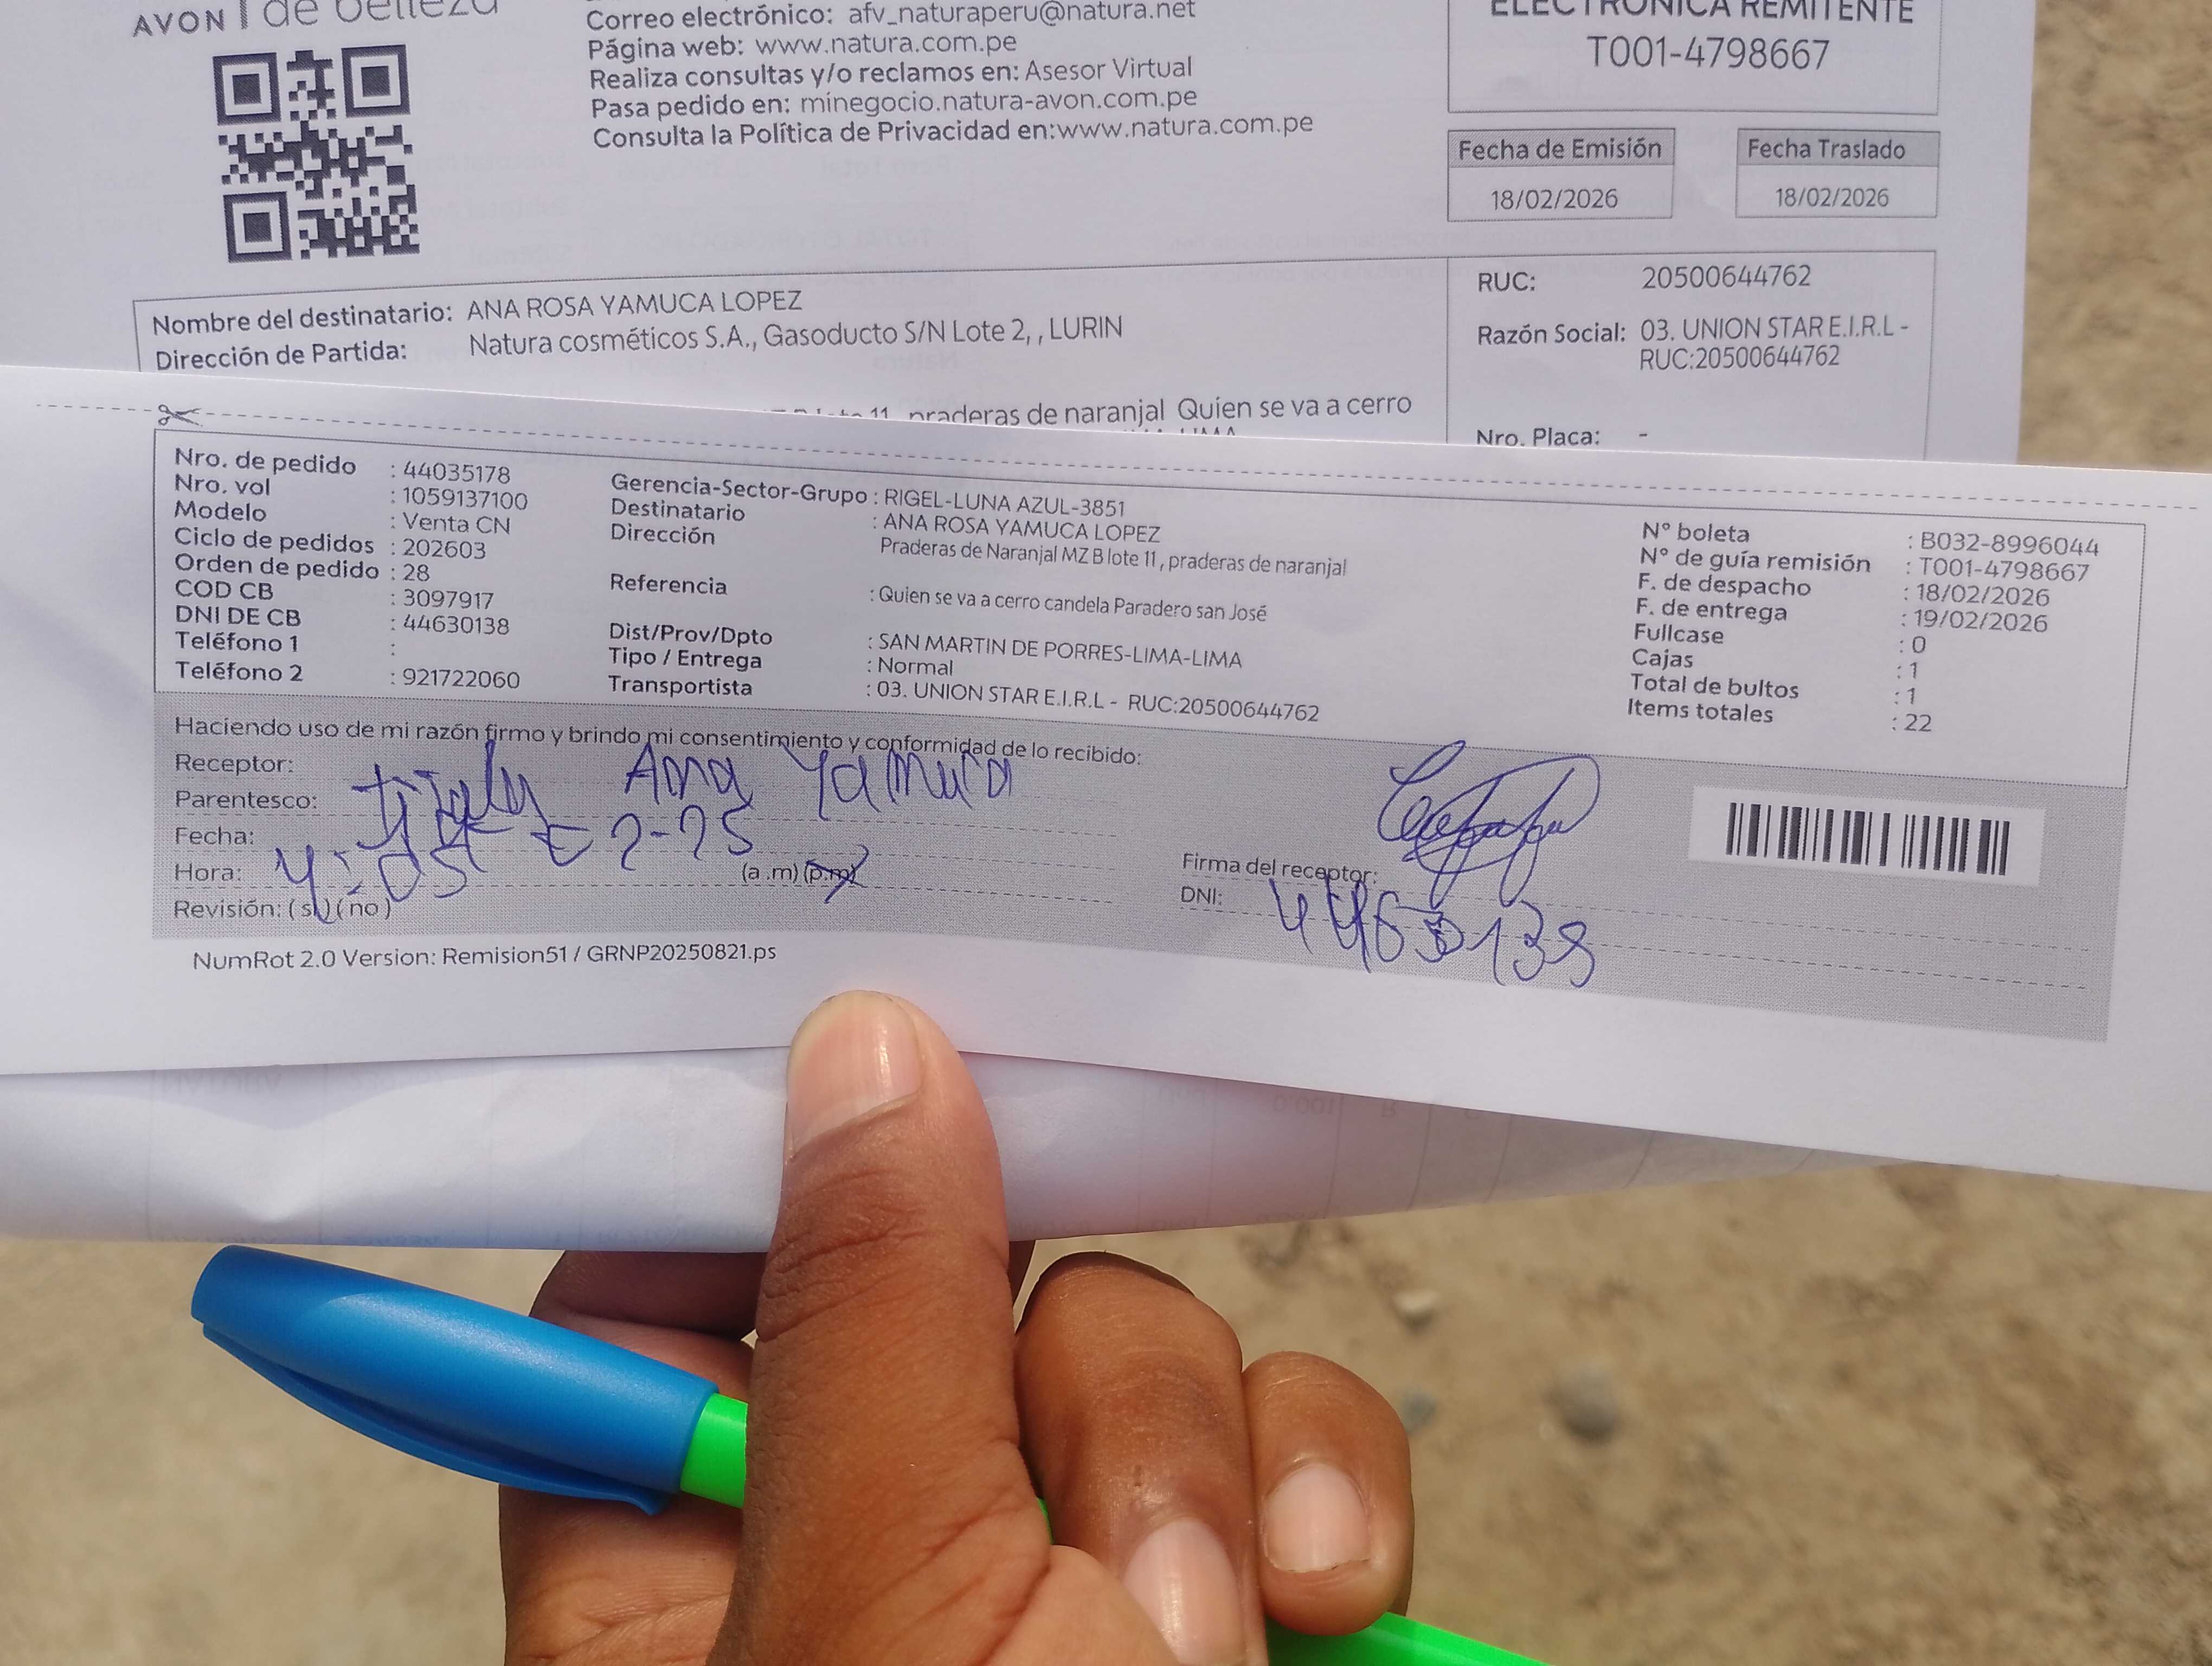 AVON | de belleza
Correo electrónico: afv_naturaperu@natura.net
Página web: www.natura.com.pe
Realiza consultas y/o reclamos en: Asesor Virtual
Pasa pedido en: minegocio.natura-avon.com.pe
Consulta la Política de Privacidad en:www.natura.com.pe
ELECTRÓNICA REMITENTE
T001-4798667
Fecha de Emisión
18/02/2026
Fecha Traslado
18/02/2026
Nombre del destinatario: ANA ROSA YAMUCA LOPEZ
Dirección de Partida: Natura cosméticos S.A., Gasoducto S/N Lote 2, , LURIN
lote 11, praderas de naranjal Quien se va a cerro
RUC: 20500644762
Razón Social: 03. UNION STAR E.I.R.L -
RUC:20500644762
Nro. Placa: -
Nro. de pedido : 44035178
Nro. vol : 1059137100
Modelo : Venta CN
Ciclo de pedidos : 202603
Orden de pedido : 28
COD CB : 3097917
DNI DE CB : 44630138
Teléfono 1 :
Teléfono 2 : 921722060
Gerencia-Sector-Grupo : RIGEL-LUNA AZUL-3851
Destinatario : ANA ROSA YAMUCA LOPEZ
Dirección Praderas de Naranjal MZ B lote 11 , praderas de naranjal
Referencia : Quien se va a cerro candela Paradero san José
Dist/Prov/Dpto : SAN MARTIN DE PORRES-LIMA-LIMA
Tipo / Entrega : Normal
Transportista : 03. UNION STAR E.I.R.L - RUC:20500644762
N° boleta : B032-8996044
N° de guía remisión : T001-4798667
F. de despacho : 18/02/2026
F. de entrega : 19/02/2026
Fullcase : 0
Cajas : 1
Total de bultos : 1
Items totales : 22
Haciendo uso de mi razón firmo y brindo mi consentimiento y conformidad de lo recibido:
Receptor: Ana Yamuca
Parentesco:
Fecha:
Hora: 4:05 (a .m) (p.m)
Revisión: ( si ) ( no )
Firma del receptor:
DNI: 44630138
NumRot 2.0 Version: Remision51 / GRNP20250821.ps